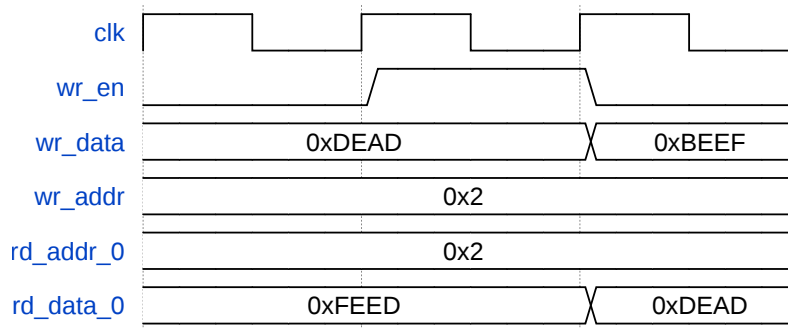 clk
wr_en
wr_data 0xDEAD 0xBEEF
wr_addr 0x2
rd_addr_0 0x2
rd_data_0 0xFEED 0xDEAD